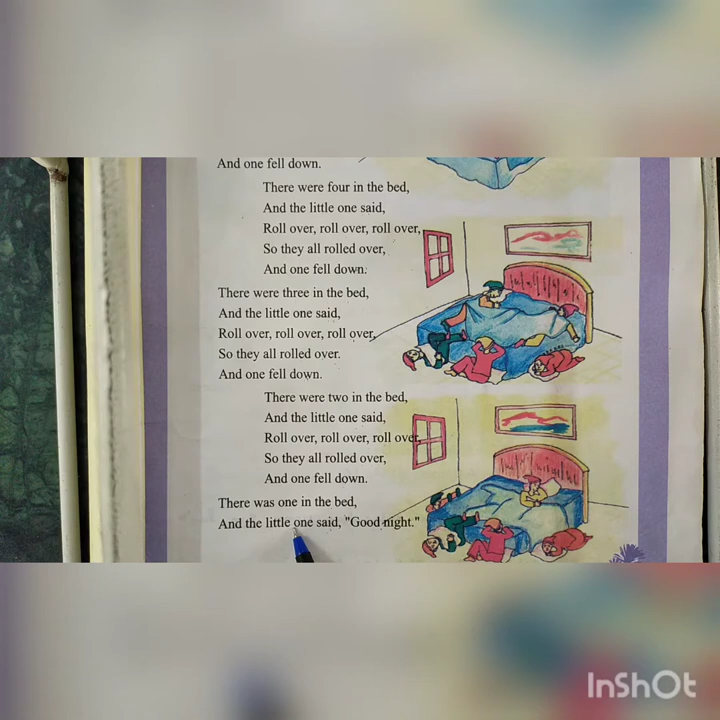 And one fell down.
There were four in the bed,
And the little one said,
Roll over, roll over, roll over,
So they all rolled over,
And one fell down.
There were three in the bed,
And the little one said,
Roll over, roll over, roll over,
So they all rolled over.
And one fell down.
There were two in the bed,
And the little one said,
Roll over, roll over, roll over,
So they all rolled over,
And one fell down.
There was one in the bed,
And the little one said, "Good night."
InShOt